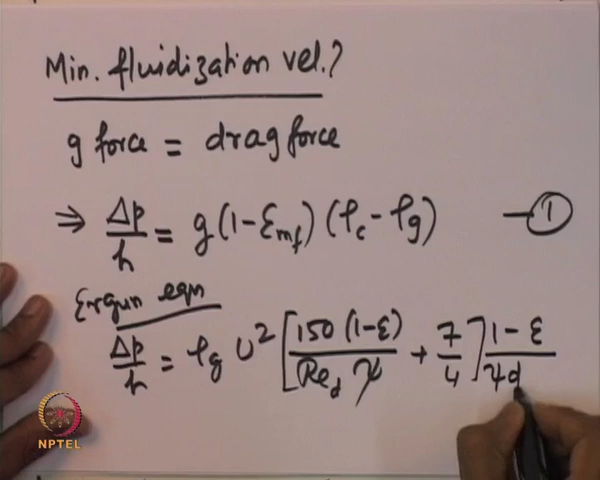 Min. fluidization vel.?
g force = drag force
⇒ Δp/h = g(1-ε_mf)(ρ_c - ρ_g) —①
Ergun eqn
Δp/h = ρ_g U² [150(1-ε)/(Re_d ψ) + 7/4] (1-ε)/(ψd)
NPTEL